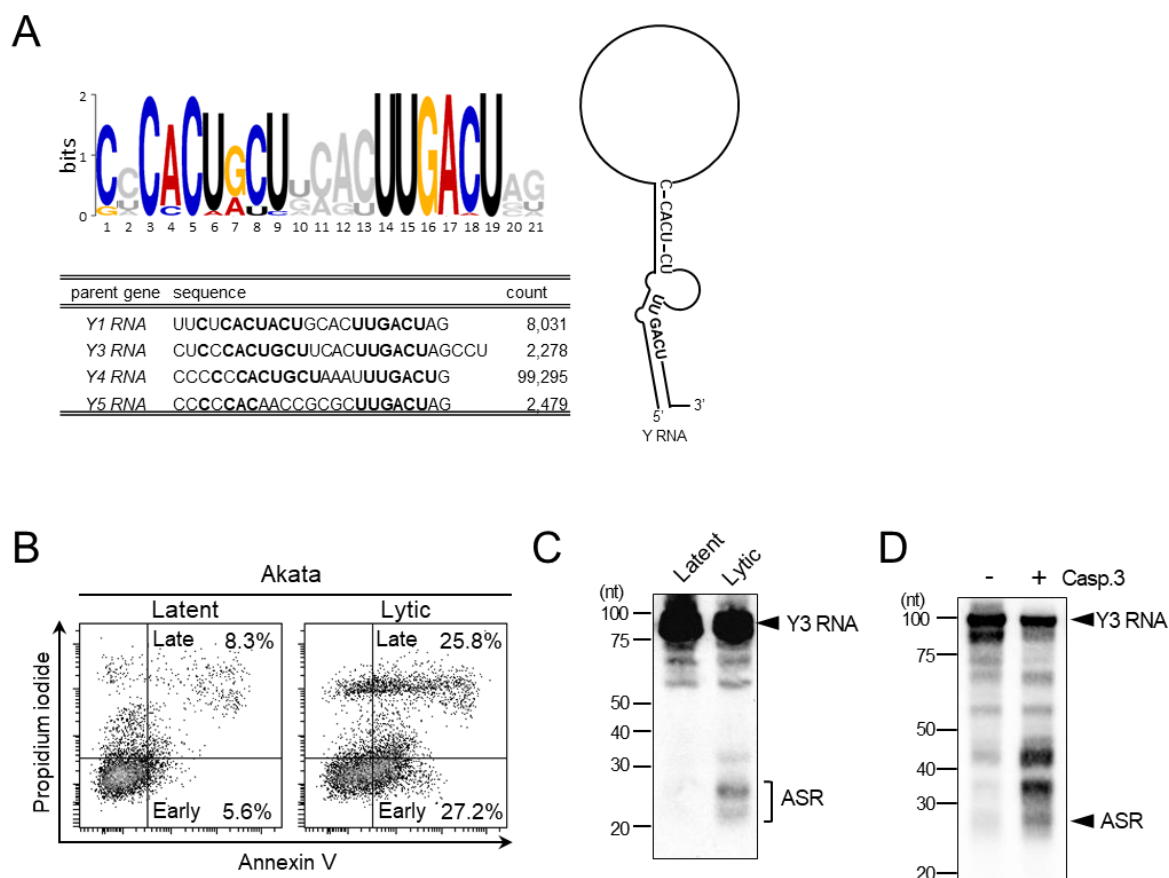 A
bits
2
1
0
CCCACUGCUUCACUUGACUAG
1 2 3 4 5 6 7 8 9 10 11 12 13 14 15 16 17 18 19 20 21
parent gene sequence count
Y1 RNA UUCUCACUACUGCACUUGACUAG 8,031
Y3 RNA CUCCCACUGCUUCACUUGACUAGCCU 2,278
Y4 RNA CCCCCCACUGCUAAAUUUGACUG 99,295
Y5 RNA CCCCCCACAACCGCGCUUGACUAG 2,479
C-CACU-CU
UU GACU
5' 3'
Y RNA
B
Akata
Latent Lytic
Late 8.3% Late 25.8%
Early 5.6% Early 27.2%
Propidium iodide
Annexin V
C
Latent Lytic
(nt)
100 Y3 RNA
75
50
40
30
ASR
20
D
- + Casp.3
(nt)
100 Y3 RNA
75
50
40
30
ASR
20